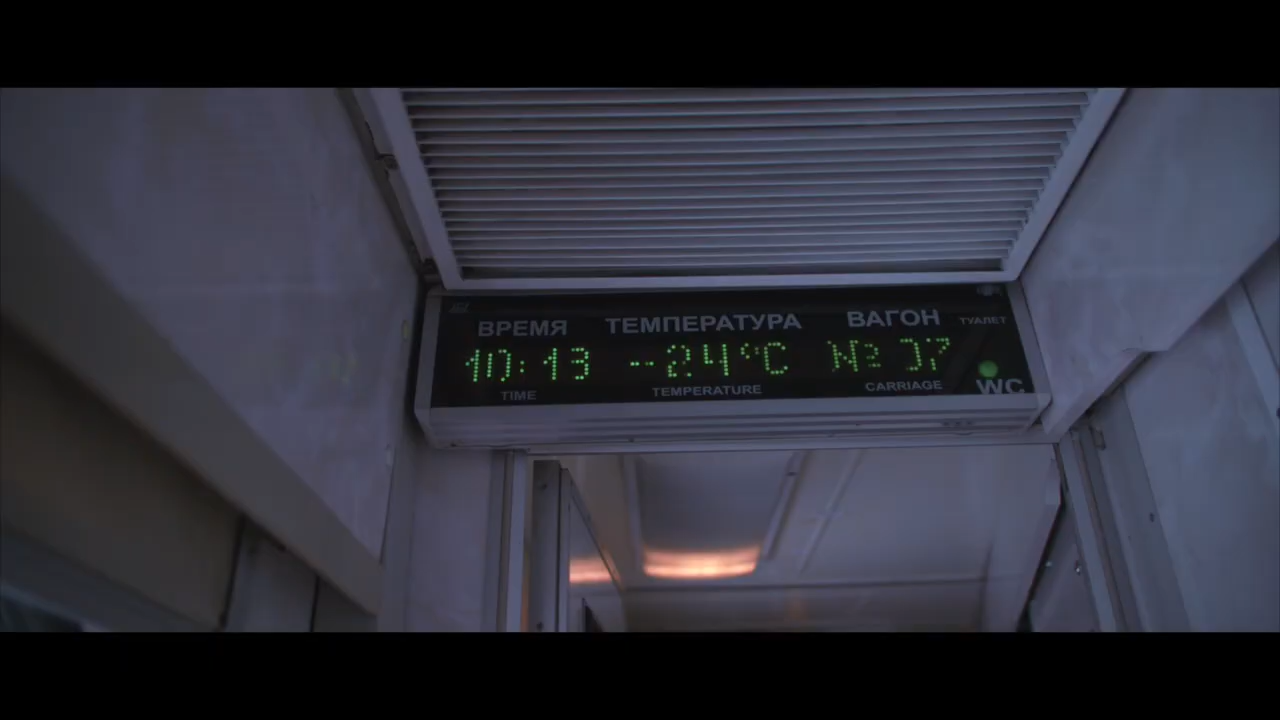 ВРЕМЯ ТЕМПЕРАТУРА ВАГОН ТУАЛЕТ
10:13 -24°C № 07
TIME TEMPERATURE CARRIAGE WC